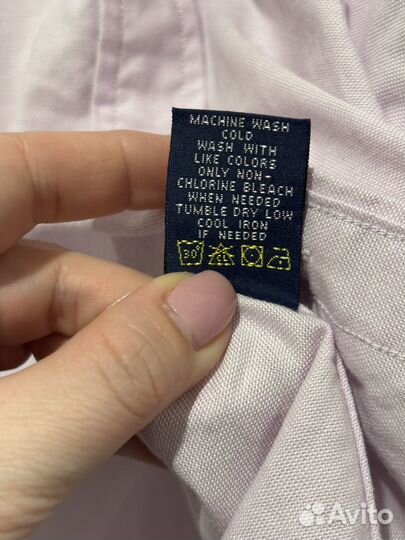 MACHINE WASH
COLD
WASH WITH
LIKE COLORS
ONLY NON-
CHLORINE BLEACH
WHEN NEEDED
TUMBLE DRY LOW
COOL IRON
IF NEEDED
30
Avito